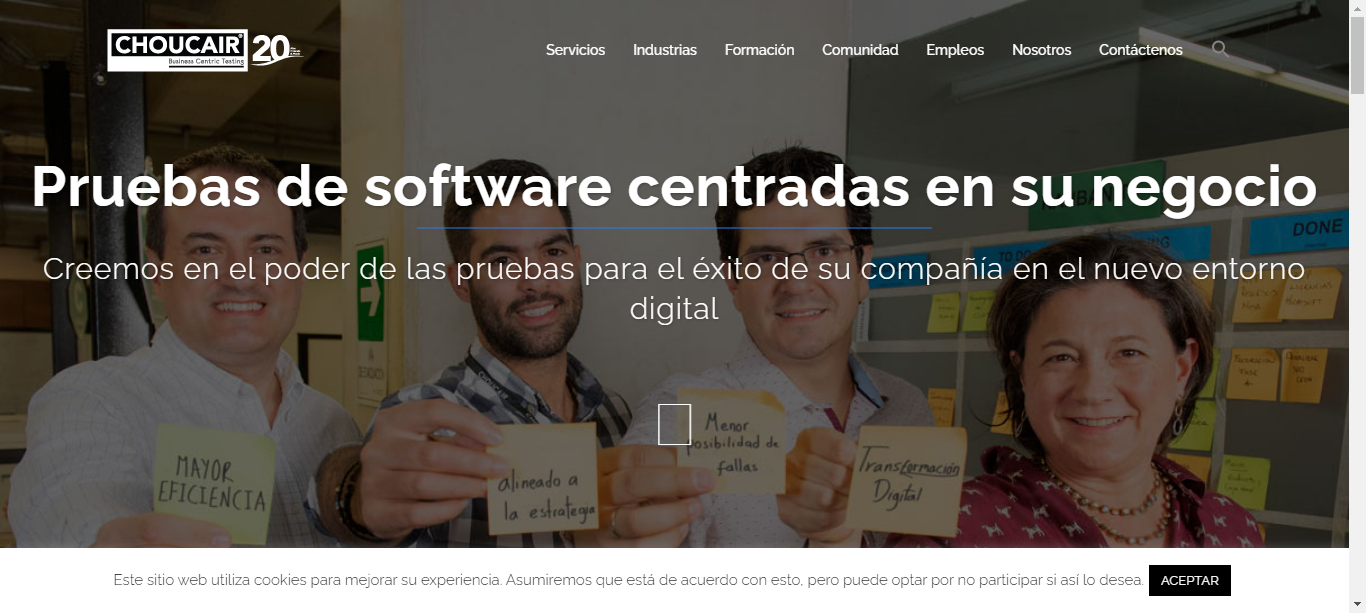 CHOUCAIR®
Business Centric Testing
20
Servicios
Industrias
Formación
Comunidad
Empleos
Nosotros
Contáctenos
Pruebas de software centradas en su negocio
Creemos en el poder de las pruebas para el éxito de su compañía en el nuevo entorno
digital
DONE
TO DO
MAYOR
EFICIENCIA
alineado a
la estrategia
Menor
posibilidad de
fallas
Transformación
Digital
Este sitio web utiliza cookies para mejorar su experiencia. Asumiremos que está de acuerdo con esto, pero puede optar por no participar si así lo desea.
ACEPTAR